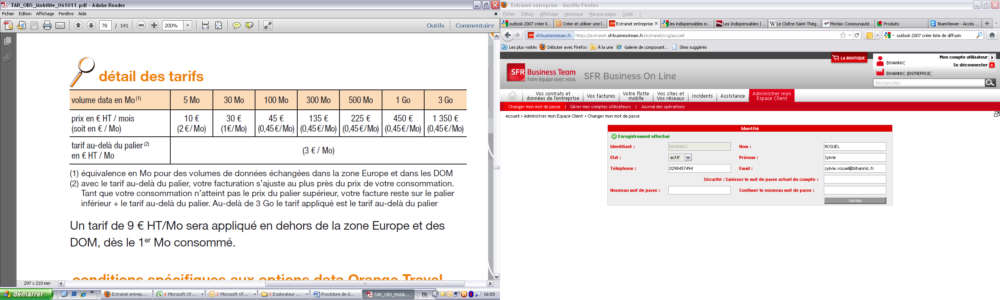 TAR_OBS_Mobilite_061011.pdf - Adobe Reader
Fichier Edition Affichage Fenêtre Aide
78 / 141 200% Outils Commentaire
détail des tarifs
volume data en Mo (1) 5 Mo 30 Mo 100 Mo 300 Mo 500 Mo 1 Go 3 Go
prix en € HT / mois 10 € 30 € 45 € 135 € 225 € 450 € 1 350 €
(soit en € / Mo) (2 €/ Mo) (1€/ Mo) (0,45 €/ Mo) (0,45 €/ Mo) (0,45 €/ Mo) (0,45 €/ Mo) (0,45 €/ Mo)
tarif au-delà du palier (2)
en € HT / Mo
(3 € / Mo)
(1) équivalence en Mo pour des volumes de données échangées dans la zone Europe et dans les DOM
(2) avec le tarif au-delà du palier, votre facturation s'ajuste au plus près du prix de votre consommation.
Tant que votre consommation n'atteint pas le prix du palier supérieur, votre facture reste sur le palier
inférieur + le tarif au-delà du palier. Au-delà de 3 Go le tarif appliqué est le tarif au-delà du palier
Un tarif de 9 € HT/Mo sera appliqué en dehors de la zone Europe et des
DOM, dès le 1er Mo consommé.
conditions spécifiques aux options data Orange Travel
297 x 210 mm
démarrer DB » Extranet entrep... 4 Microsoft Of... 2 Microsoft Of... 3 Explorateur ... Procédure de d... TAR_OBS_Mobili... FR 16:03
Extranet entreprise - Mozilla Firefox
Fichier Édition Affichage Historique Marque-pages Outils ?
outlook 2007 créer li... Créer et utiliser une l... SFR Extranet entreprise les indispensables m... Les Indispensables | ... W Le Cloître-Saint-Thég... Morlaix Communauté... Produits TeamViewer - Accès ...
SFR sfrbusinessteam.fr. https://extranet.sfrbusinessteam.fr./extranet/cvg/accueil outlook 2007 créer liste de diffusin
Les plus visités Débuter avec Firefox À la une Galerie de composant... Sites suggérés
LA BOUTIQUE
Mon compte utilisateur
BIHANNIC
Se déconnecter x
BIHANNIC (ENTREPRISE)
Rechercher
SFR Business Team
Faire équipe avec vous
SFR Business On Line
Vos contrats et données de l'entreprise
Vos factures
Votre flotte mobile
Vos sites et Vos réseaux
Incidents
Assistance
Administrer mon Espace Client
Changer mon mot de passe | Gérer mes comptes utilisateurs | Journal des opérations
Accueil > Administrer mon Espace Client > Changer mon mot de passe
Identité
Enregistrement effectué
Identifiant : BIHANNIC Nom : ROSUEL
Etat : actif Prénom : Sylvie
Téléphone : 0298457494 Email : sylvie.rosuel@bihannic.fr
Sécurité : Saisissez le mot de passe actuel du compte :
Nouveau mot de passe : Confimer le nouveau mot de passe :
Valider